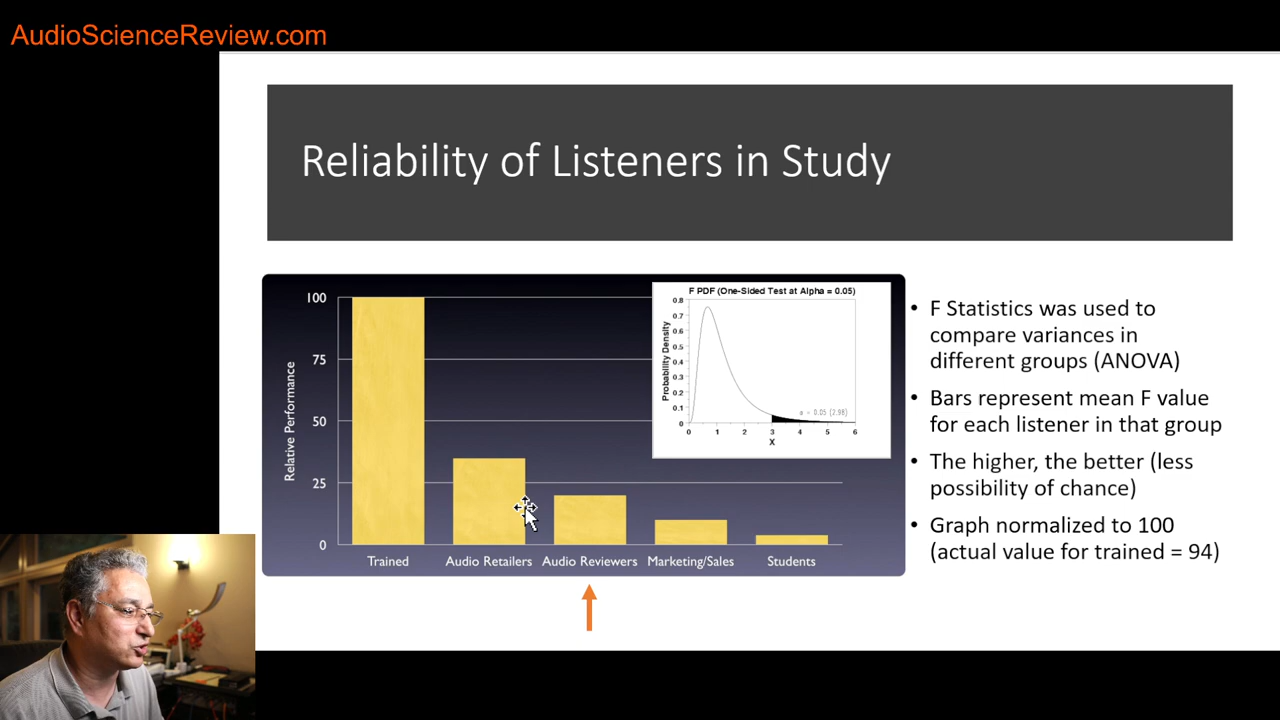 AudioScienceReview.com
Reliability of Listeners in Study
Relative Performance
100
75
50
25
0
Trained
Audio Retailers
Audio Reviewers
Marketing/Sales
Students
F PDF (One-Sided Test at Alpha = 0.05)
Probability Density
0.8
0.7
0.6
0.5
0.4
0.3
0.2
0.1
0
α = 0.05 (2.98)
0 1 2 3 4 5 6
X
• F Statistics was used to
compare variances in
different groups (ANOVA)
• Bars represent mean F value
for each listener in that group
• The higher, the better (less
possibility of chance)
• Graph normalized to 100
(actual value for trained = 94)